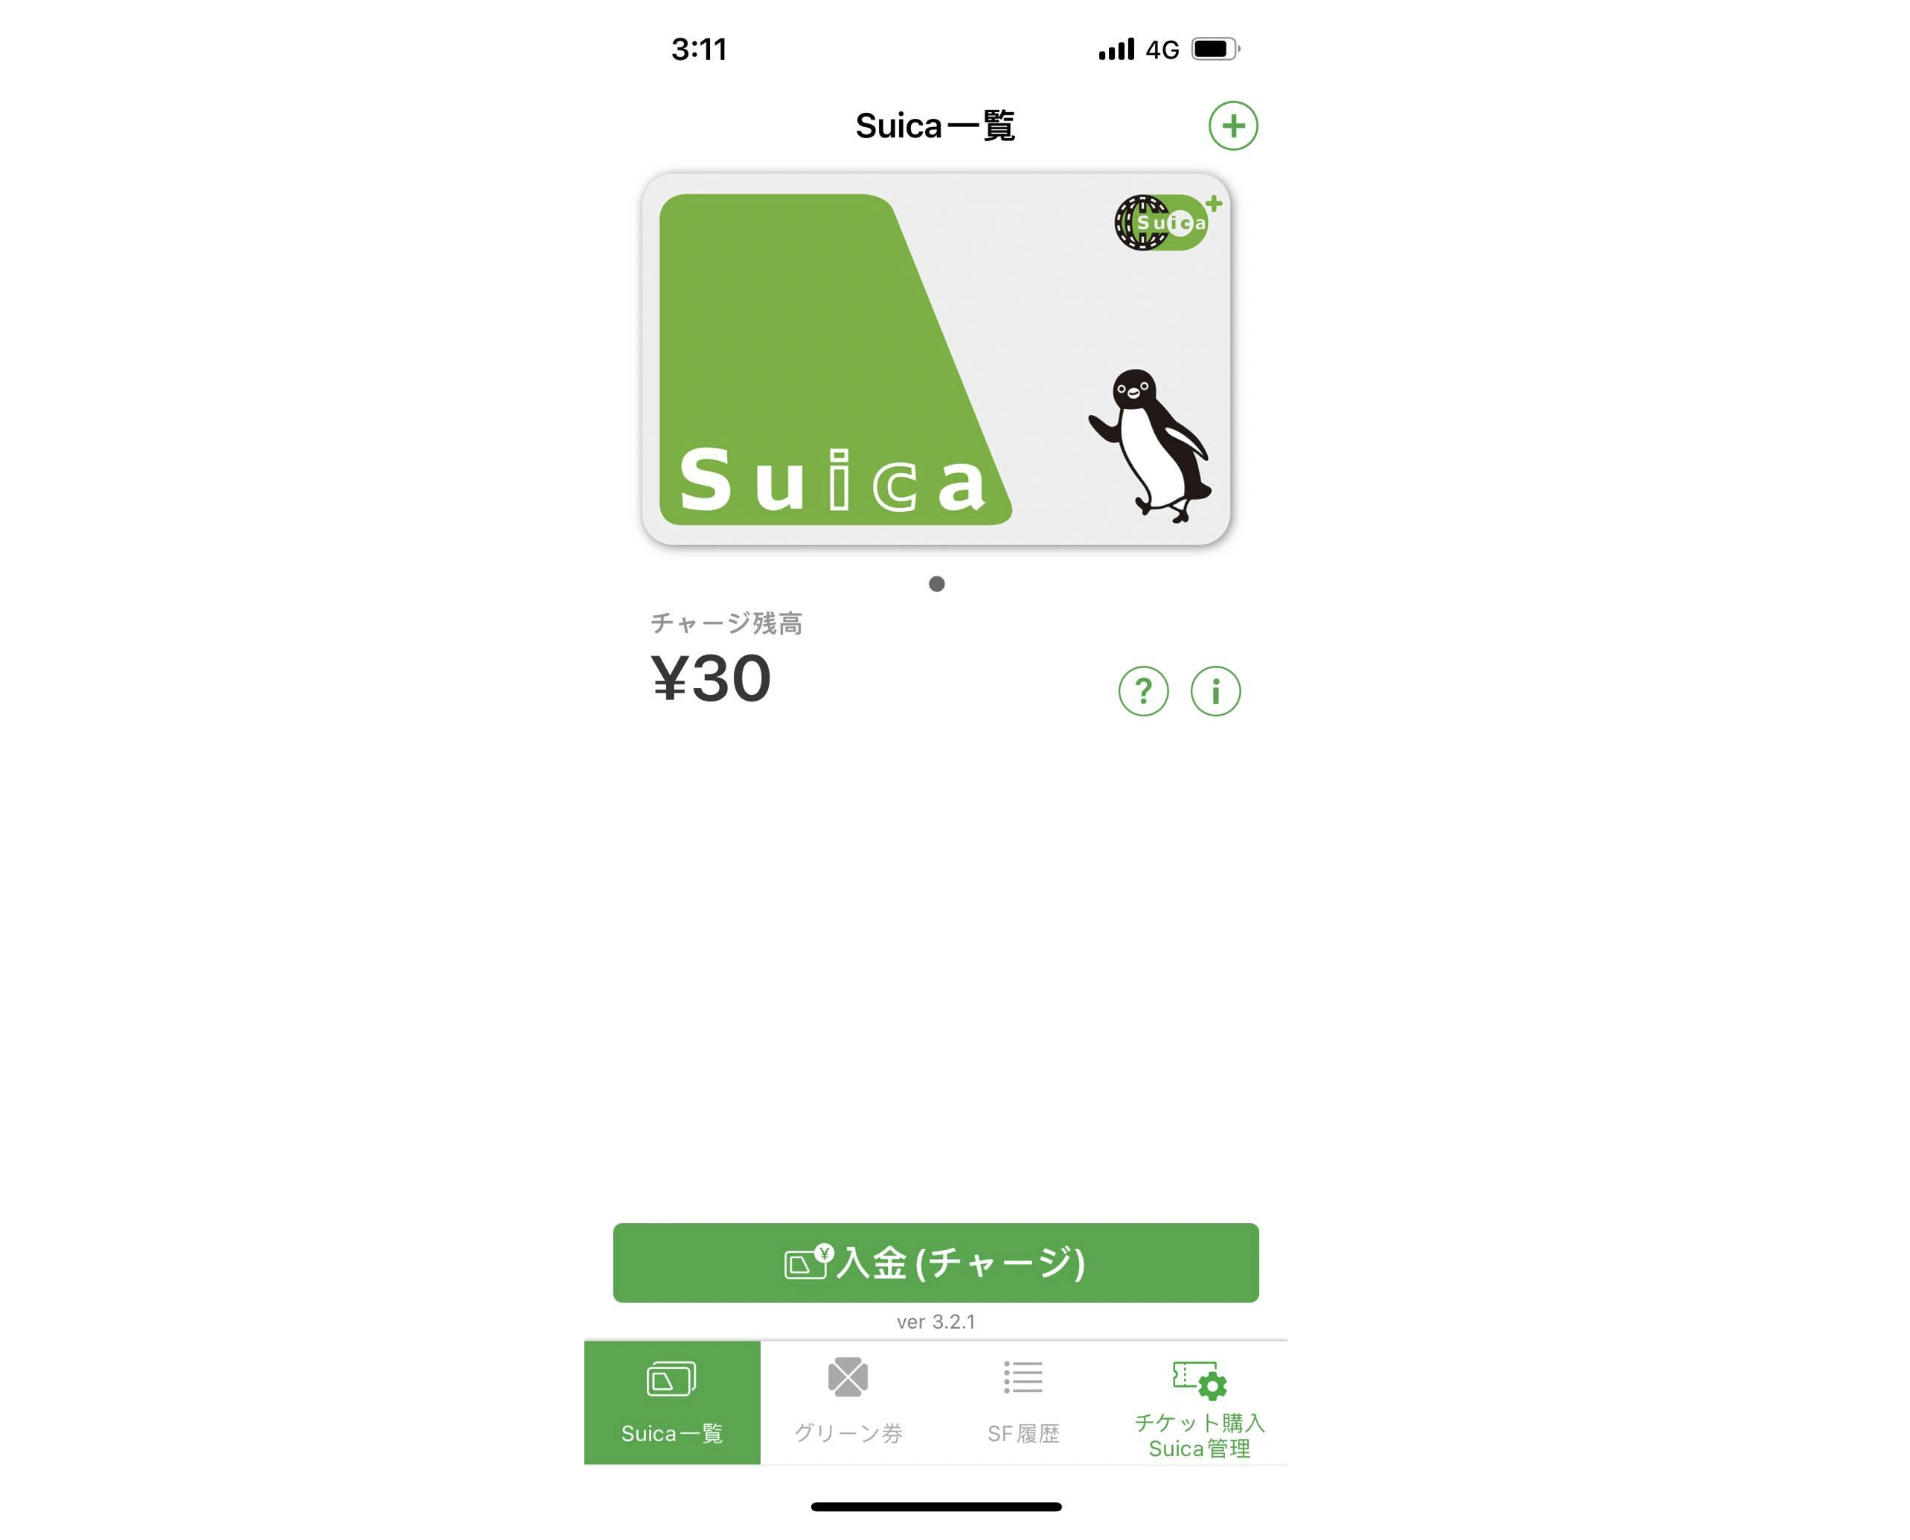 3:11
4G
Suica一覧
Suica
Suica
チャージ残高
¥30
?
i
¥
入金(チャージ)
ver 3.2.1
Suica一覧
グリーン券
SF履歴
チケット購入
Suica管理